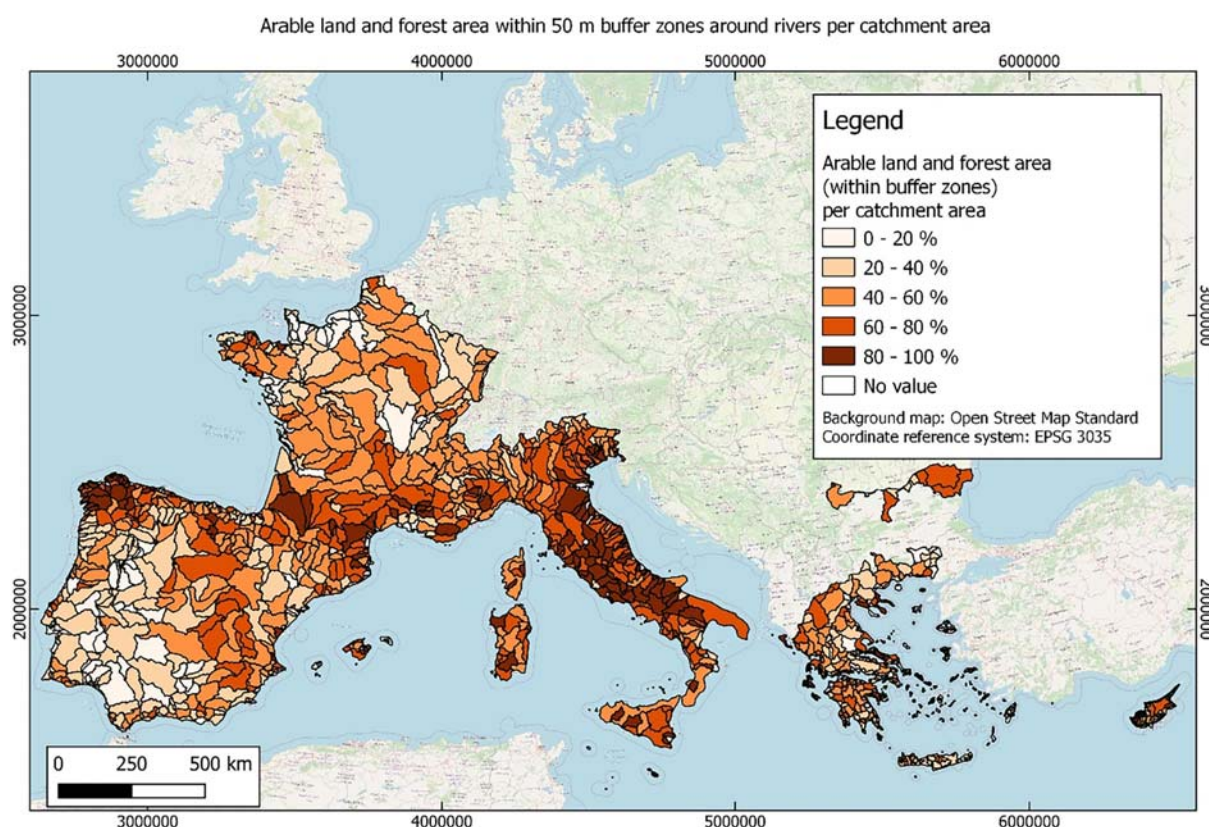 Arable land and forest area within 50 m buffer zones around rivers per catchment area
3000000
4000000
5000000
6000000
3000000
3000000
2000000
2000000
Legend
Arable land and forest area
(within buffer zones)
per catchment area
0 - 20 %
20 - 40 %
40 - 60 %
60 - 80 %
80 - 100 %
No value
Background map: Open Street Map Standard
Coordinate reference system: EPSG 3035
0 250 500 km
3000000
4000000
5000000
6000000